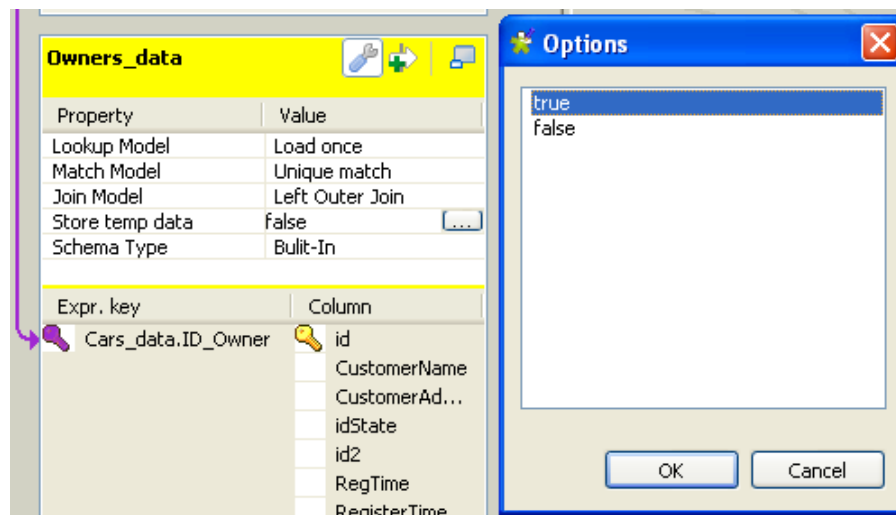 Owners_data
Property Value
Lookup Model Load once
Match Model Unique match
Join Model Left Outer Join
Store temp data false ...
Schema Type Bulit-In
Expr. key Column
Cars_data.ID_Owner id
CustomerName
CustomerAd...
idState
id2
RegTime
RegisterTime
Options
true
false
OK Cancel